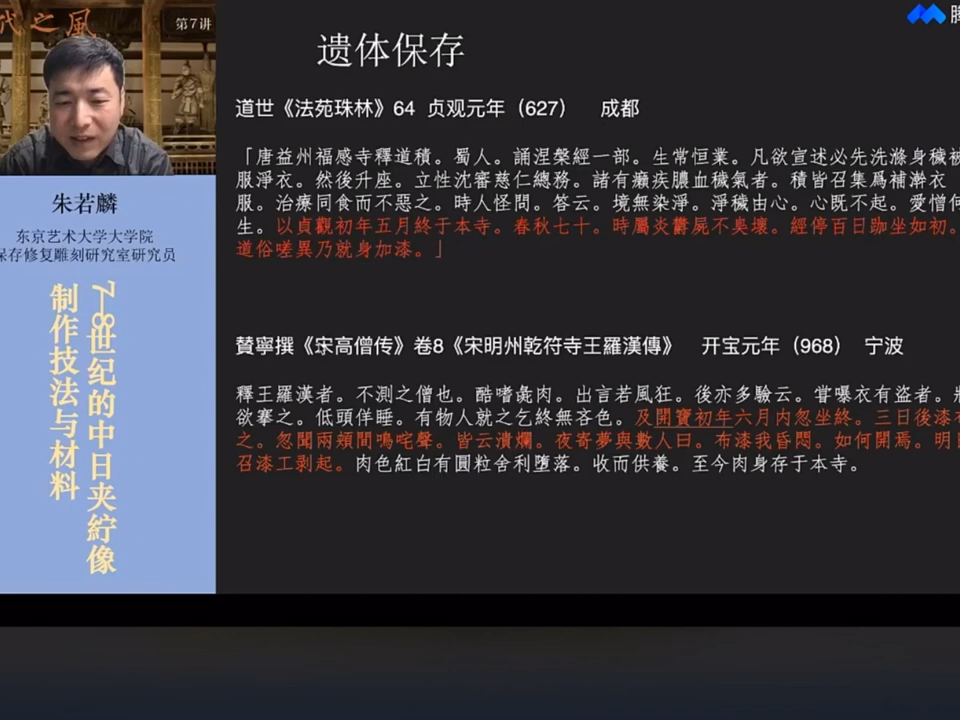 代之風
第7讲
腾
朱若麟
东京艺术大学大学院
保存修复雕刻研究室研究员
7—8世纪的中日夹紵像
制作技法与材料
遗体保存
道世《法苑珠林》64 贞观元年（627） 成都
「唐益州福感寺釋道積。蜀人。誦涅槃經一部。生常恒業。凡欲宣述必先洗滌身穢被
服淨衣。然後升座。立性沈審慈仁總務。諸有癩疾膿血穢氣者。積皆召集爲補澣衣
服。治療同食而不惡之。時人怪問。答云。境無染淨。淨穢由心。心既不起。愛憎何
生。以貞觀初年五月終于本寺。春秋七十。時屬炎欝屍不臭壞。經停百日跏坐如初。
道俗嗟異乃就身加漆。」
賛寧撰《宋高僧传》卷8《宋明州乾符寺王羅漢傳》 开宝元年（968） 宁波
釋王羅漢者。不測之僧也。酷嗜彘肉。出言若風狂。後亦多驗云。甞曝衣有盜者。將
欲搴之。低頭佯睡。有物人就之乞終無吝色。及開寶初年六月内忽坐終。三日後漆布
之。忽聞兩頰間鳴咤聲。皆云潰爛。夜寄夢與數人曰。布漆我昏悶。如何開焉。明日
召漆工剥起。肉色紅白有圓粒舍利墮落。收而供養。至今肉身存于本寺。